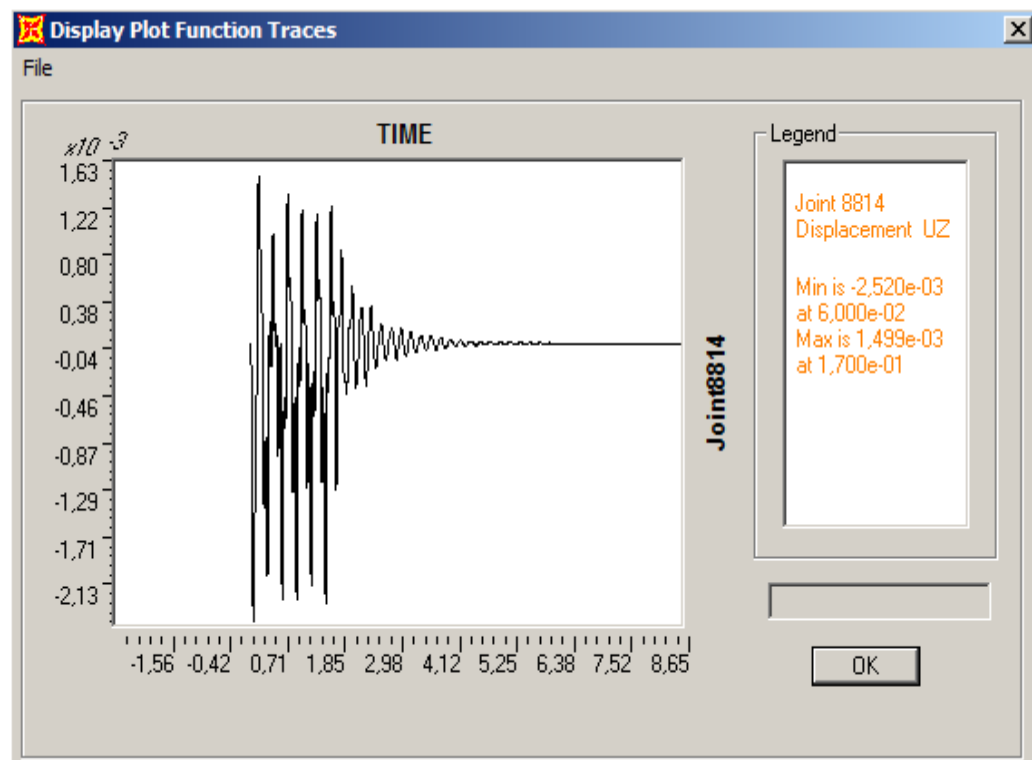 Display Plot Function Traces
File
x10 -3
TIME
1,63
1,22
0,80
0,38
-0,04
-0,46
-0,87
-1,29
-1,71
-2,13
-1,56 -0,42 0,71 1,85 2,98 4,12 5,25 6,38 7,52 8,65
Joint8814
Legend
Joint 8814
Displacement UZ
Min is -2,520e-03
at 6,000e-02
Max is 1,499e-03
at 1,700e-01
OK